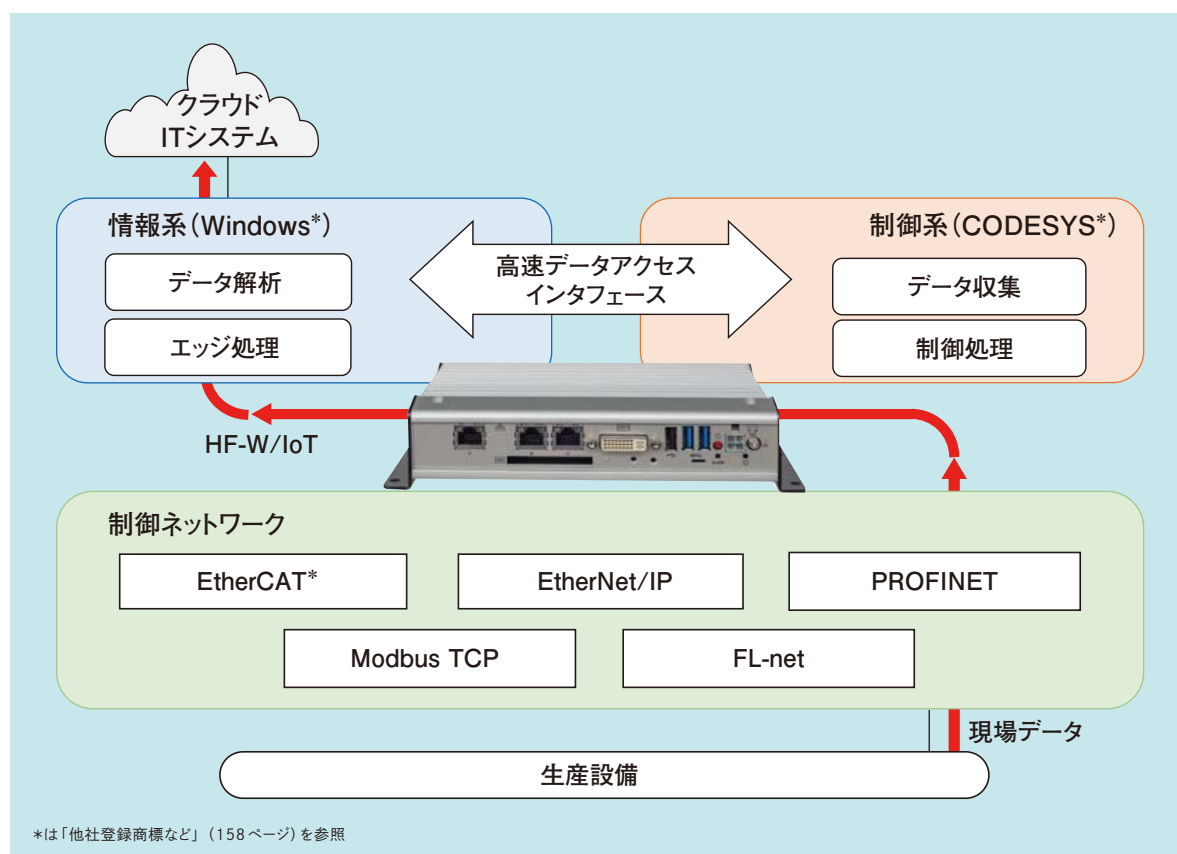 クラウド
ITシステム
情報系(Windows*)
データ解析
エッジ処理
高速データアクセス
インタフェース
制御系(CODESYS*)
データ収集
制御処理
HF-W/IoT
制御ネットワーク
EtherCAT*
EtherNet/IP
PROFINET
Modbus TCP
FL-net
現場データ
生産設備
*は「他社登録商標など」(158ページ)を参照